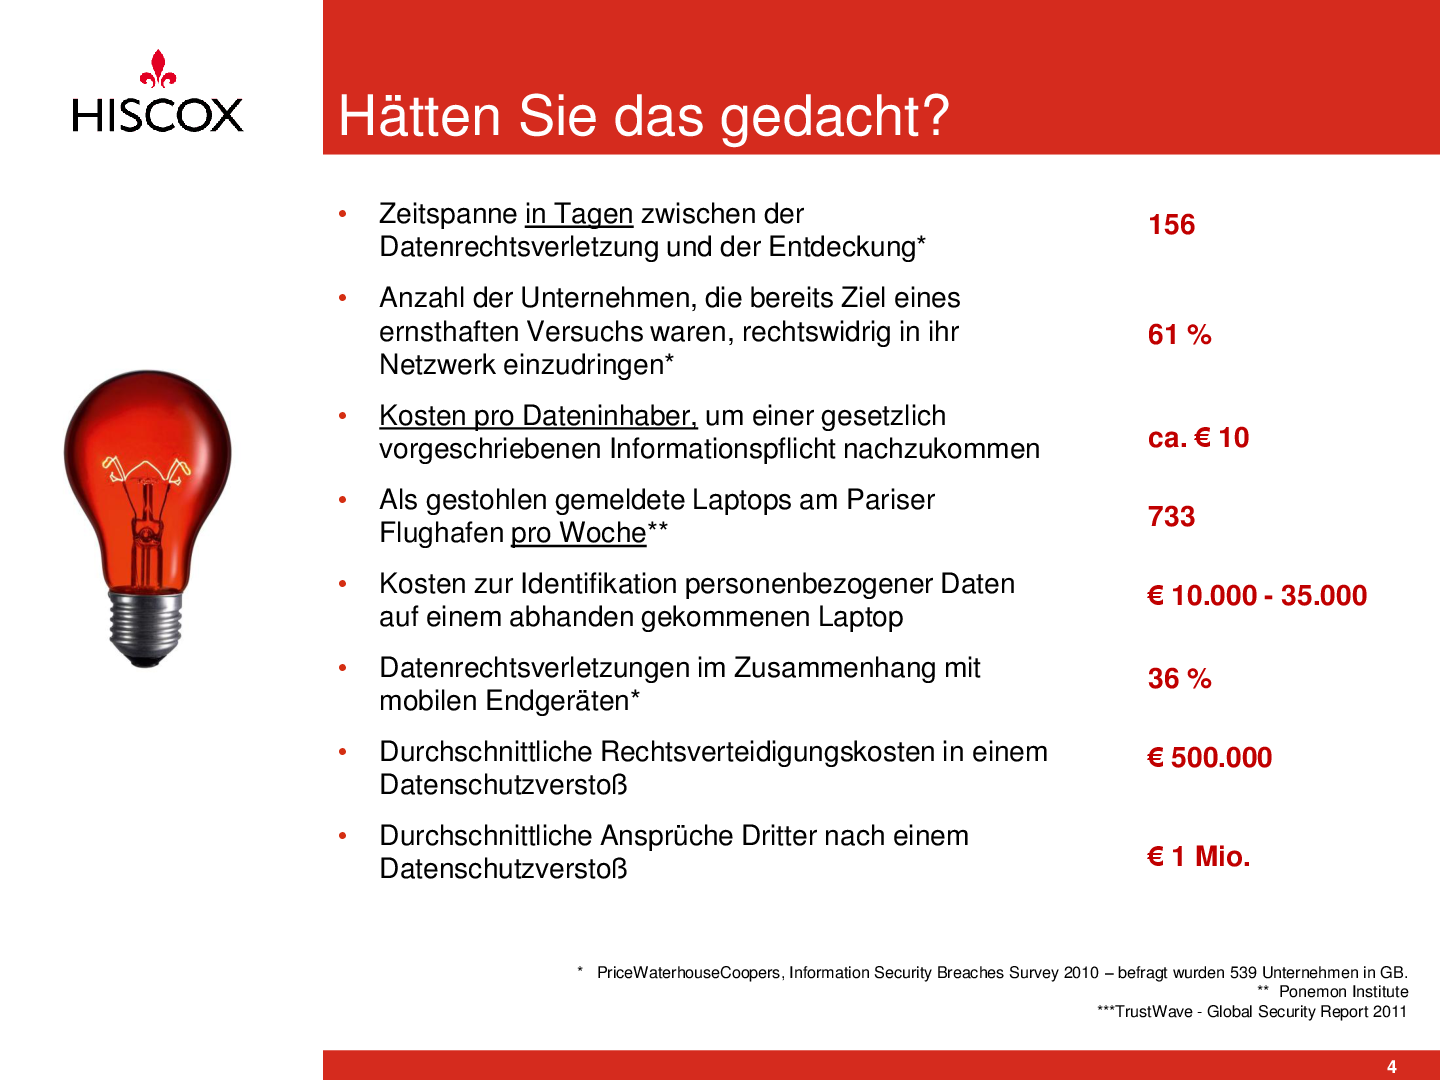 HISCOX
Hätten Sie das gedacht?
• Zeitspanne in Tagen zwischen der
Datenrechtsverletzung und der Entdeckung*
156
• Anzahl der Unternehmen, die bereits Ziel eines
ernsthaften Versuchs waren, rechtswidrig in ihr
Netzwerk einzudringen*
61 %
• Kosten pro Dateninhaber, um einer gesetzlich
vorgeschriebenen Informationspflicht nachzukommen
ca. € 10
• Als gestohlen gemeldete Laptops am Pariser
Flughafen pro Woche**
733
• Kosten zur Identifikation personenbezogener Daten
auf einem abhanden gekommenen Laptop
€ 10.000 - 35.000
• Datenrechtsverletzungen im Zusammenhang mit
mobilen Endgeräten*
36 %
• Durchschnittliche Rechtsverteidigungskosten in einem
Datenschutzverstoß
€ 500.000
• Durchschnittliche Ansprüche Dritter nach einem
Datenschutzverstoß
€ 1 Mio.
* PriceWaterhouseCoopers, Information Security Breaches Survey 2010 – befragt wurden 539 Unternehmen in GB.
** Ponemon Institute
***TrustWave - Global Security Report 2011
4